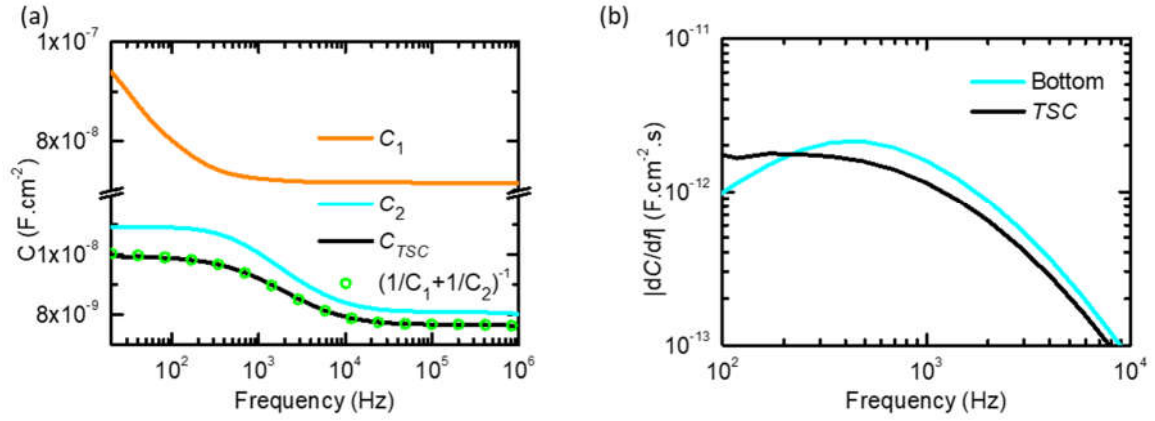 (a)
1x10⁻⁷
8x10⁻⁸
1x10⁻⁸
8x10⁻⁹
C (F.cm⁻²)
C₁
C₂
C_TSC
(1/C₁+1/C₂)⁻¹
10² 10³ 10⁴ 10⁵ 10⁶
Frequency (Hz)
(b)
10⁻¹¹
10⁻¹²
10⁻¹³
|dC/df| (F.cm⁻².s)
Bottom
TSC
10² 10³ 10⁴
Frequency (Hz)